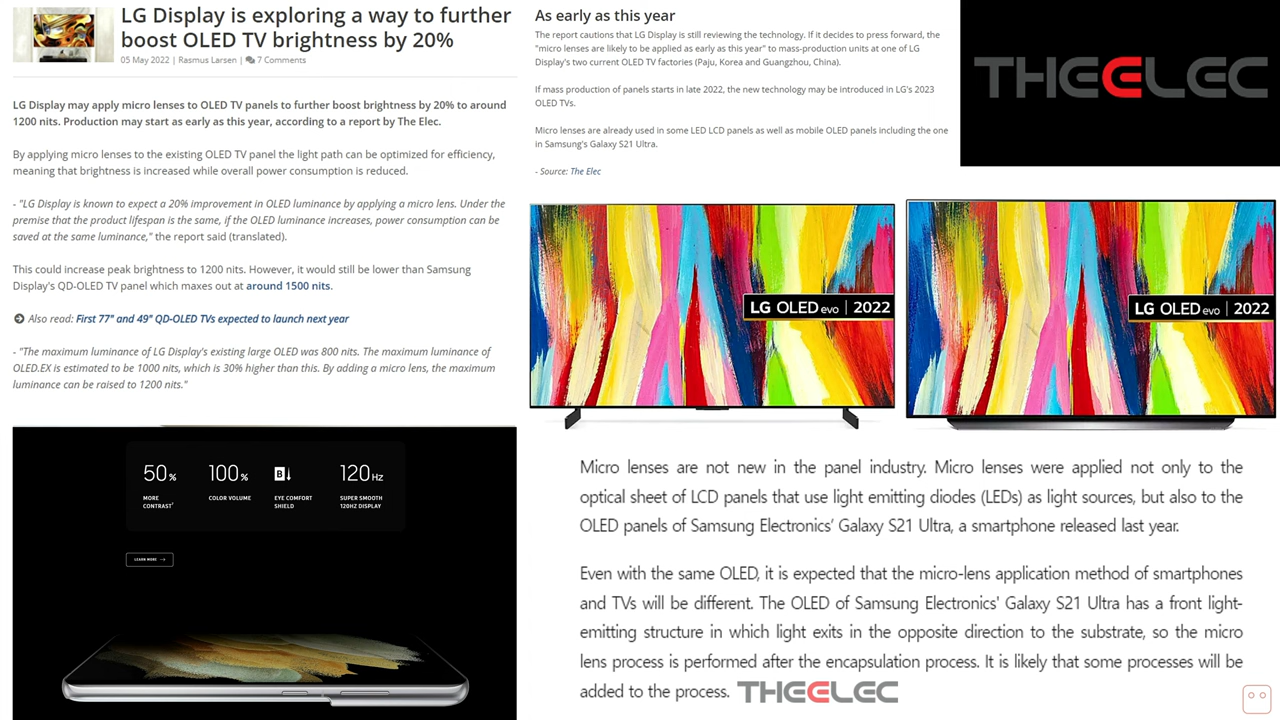 LG Display is exploring a way to further
boost OLED TV brightness by 20%
05 May 2022 | Rasmus Larsen | 7 Comments
LG Display may apply micro lenses to OLED TV panels to further boost brightness by 20% to around
1200 nits. Production may start as early as this year, according to a report by The Elec.
By applying micro lenses to the existing OLED TV panel the light path can be optimized for efficiency,
meaning that brightness is increased while overall power consumption is reduced.
- "LG Display is known to expect a 20% improvement in OLED luminance by applying a micro lens. Under the
premise that the product lifespan is the same, if the OLED luminance increases, power consumption can be
saved at the same luminance," the report said (translated).
This could increase peak brightness to 1200 nits. However, it would still be lower than Samsung
Display's QD-OLED TV panel which maxes out at around 1500 nits.
Also read: First 77" and 49" QD-OLED TVs expected to launch next year
- "The maximum luminance of LG Display's existing large OLED was 800 nits. The maximum luminance of
OLED.EX is estimated to be 1000 nits, which is 30% higher than this. By adding a micro lens, the maximum
luminance can be raised to 1200 nits."
50% 100% B 120Hz
MORE COLOR VOLUME EYE COMFORT SUPER SMOOTH
CONTRAST¹ SHIELD 120HZ DISPLAY
LEARN MORE
As early as this year
The report cautions that LG Display is still reviewing the technology. If it decides to press forward, the
"micro lenses are likely to be applied as early as this year" to mass-production units at one of LG
Display's two current OLED TV factories (Paju, Korea and Guangzhou, China).
If mass production of panels starts in late 2022, the new technology may be introduced in LG's 2023
OLED TVs.
Micro lenses are already used in some LED LCD panels as well as mobile OLED panels including the one
in Samsung's Galaxy S21 Ultra.
- Source: The Elec
THEELEC
LG OLED evo | 2022
LG OLED evo | 2022
Micro lenses are not new in the panel industry. Micro lenses were applied not only to the
optical sheet of LCD panels that use light emitting diodes (LEDs) as light sources, but also to the
OLED panels of Samsung Electronics' Galaxy S21 Ultra, a smartphone released last year.
Even with the same OLED, it is expected that the micro-lens application method of smartphones
and TVs will be different. The OLED of Samsung Electronics' Galaxy S21 Ultra has a front light-
emitting structure in which light exits in the opposite direction to the substrate, so the micro
lens process is performed after the encapsulation process. It is likely that some processes will be
added to the process. THEELEC